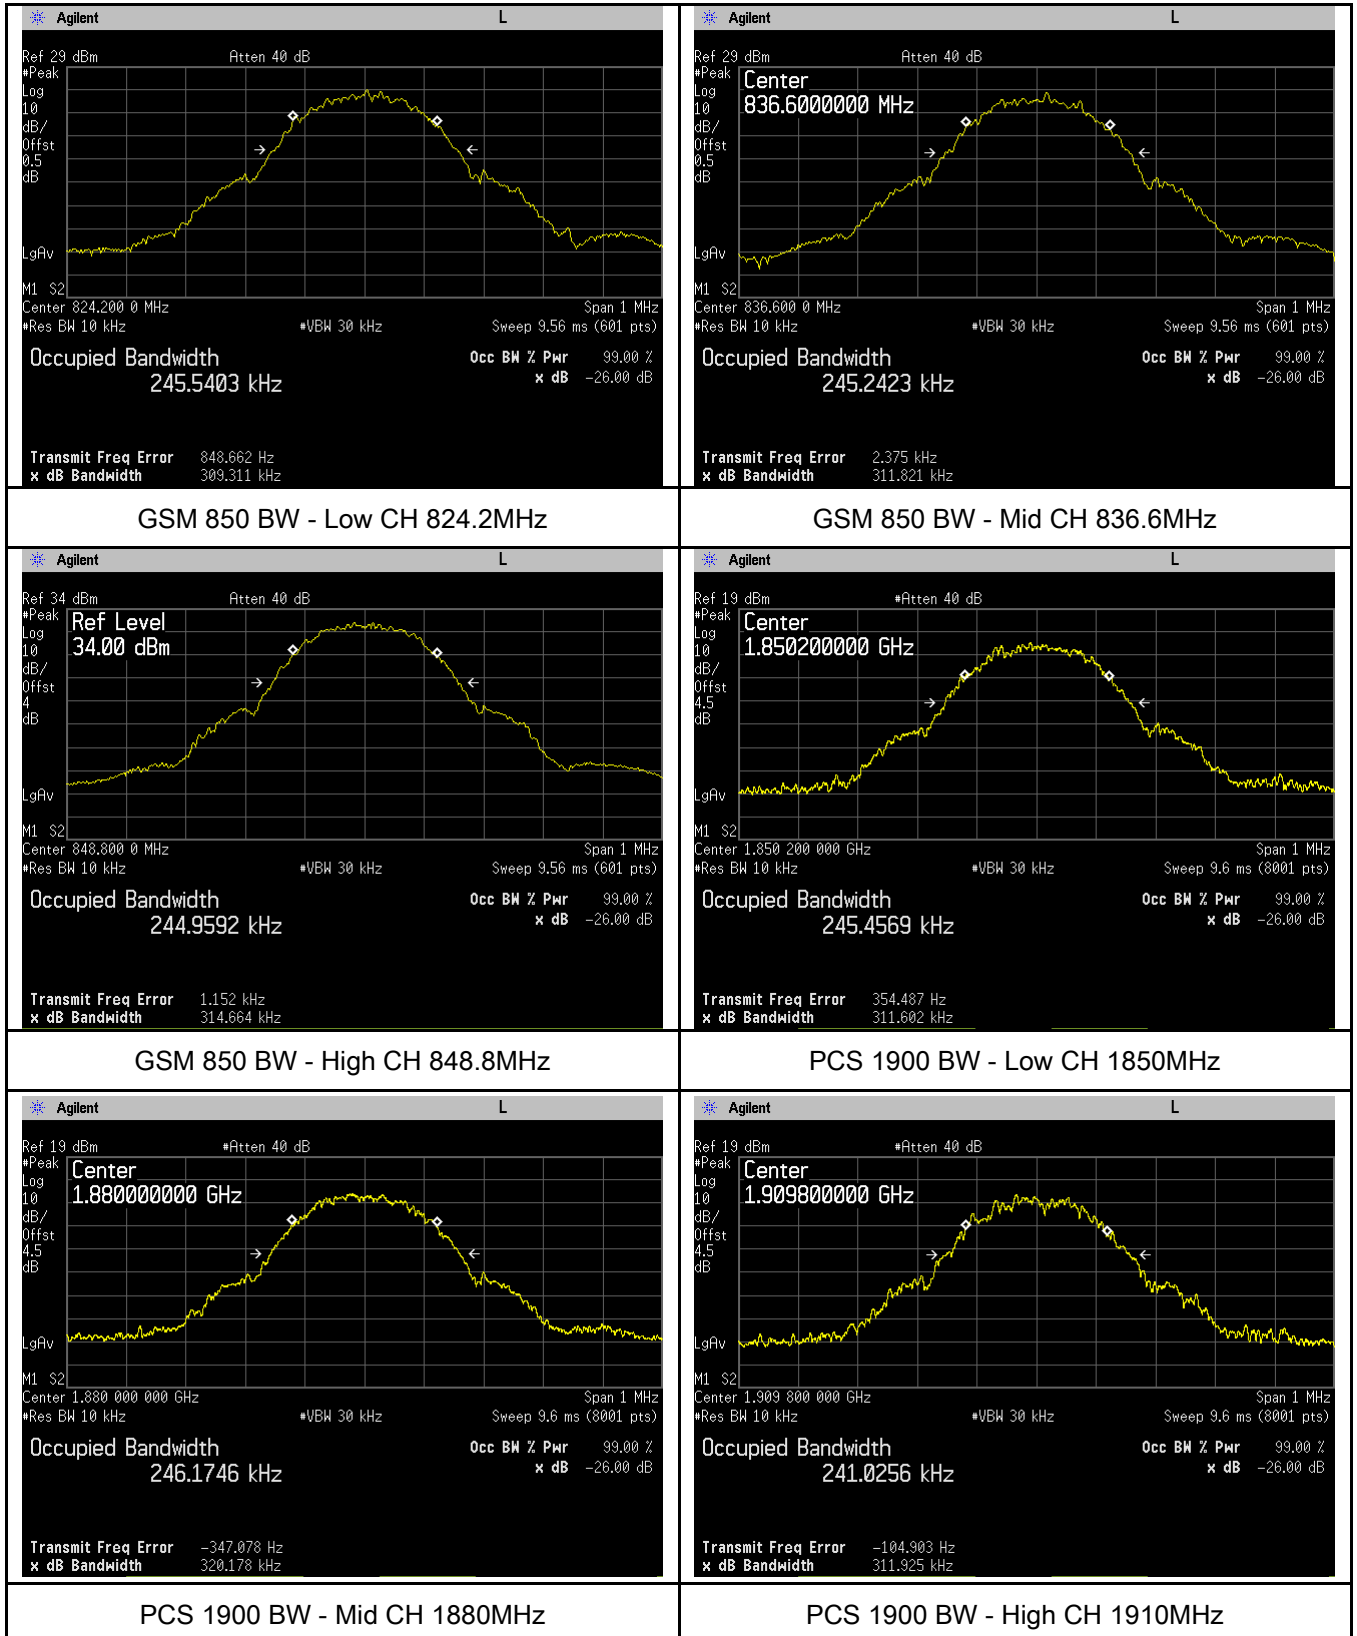 Agilent L
Ref 29 dBm Atten 40 dB
#Peak
Log
10
dB/
Offst
0.5
dB
LgAv
M1 S2
Center 824.200 0 MHz Span 1 MHz
#Res BW 10 kHz #VBW 30 kHz Sweep 9.56 ms (601 pts)
Occupied Bandwidth Occ BW % Pwr 99.00 %
245.5403 kHz x dB -26.00 dB
Transmit Freq Error 848.662 Hz
x dB Bandwidth 309.311 kHz
GSM 850 BW - Low CH 824.2MHz
Agilent L
Ref 29 dBm Atten 40 dB
#Peak
Log
10
dB/
Offst
0.5
dB
Center
836.6000000 MHz
LgAv
M1 S2
Center 836.600 0 MHz Span 1 MHz
#Res BW 10 kHz #VBW 30 kHz Sweep 9.56 ms (601 pts)
Occupied Bandwidth Occ BW % Pwr 99.00 %
245.2423 kHz x dB -26.00 dB
Transmit Freq Error 2.375 kHz
x dB Bandwidth 311.821 kHz
GSM 850 BW - Mid CH 836.6MHz
Agilent L
Ref 34 dBm Atten 40 dB
#Peak
Log
10
dB/
Offst
4
dB
Ref Level
34.00 dBm
LgAv
M1 S2
Center 848.800 0 MHz Span 1 MHz
#Res BW 10 kHz #VBW 30 kHz Sweep 9.56 ms (601 pts)
Occupied Bandwidth Occ BW % Pwr 99.00 %
244.9592 kHz x dB -26.00 dB
Transmit Freq Error 1.152 kHz
x dB Bandwidth 314.664 kHz
GSM 850 BW - High CH 848.8MHz
Agilent L
Ref 19 dBm #Atten 40 dB
#Peak
Log
10
dB/
Offst
4.5
dB
Center
1.850200000 GHz
LgAv
M1 S2
Center 1.850 200 000 GHz Span 1 MHz
#Res BW 10 kHz #VBW 30 kHz Sweep 9.6 ms (8001 pts)
Occupied Bandwidth Occ BW % Pwr 99.00 %
245.4569 kHz x dB -26.00 dB
Transmit Freq Error 354.487 Hz
x dB Bandwidth 311.602 kHz
PCS 1900 BW - Low CH 1850MHz
Agilent L
Ref 19 dBm #Atten 40 dB
#Peak
Log
10
dB/
Offst
4.5
dB
Center
1.880000000 GHz
LgAv
M1 S2
Center 1.880 000 000 GHz Span 1 MHz
#Res BW 10 kHz #VBW 30 kHz Sweep 9.6 ms (8001 pts)
Occupied Bandwidth Occ BW % Pwr 99.00 %
246.1746 kHz x dB -26.00 dB
Transmit Freq Error -347.078 Hz
x dB Bandwidth 320.178 kHz
PCS 1900 BW - Mid CH 1880MHz
Agilent L
Ref 19 dBm #Atten 40 dB
#Peak
Log
10
dB/
Offst
4.5
dB
Center
1.909800000 GHz
LgAv
M1 S2
Center 1.909 800 000 GHz Span 1 MHz
#Res BW 10 kHz #VBW 30 kHz Sweep 9.6 ms (8001 pts)
Occupied Bandwidth Occ BW % Pwr 99.00 %
241.0256 kHz x dB -26.00 dB
Transmit Freq Error -104.903 Hz
x dB Bandwidth 311.925 kHz
PCS 1900 BW - High CH 1910MHz